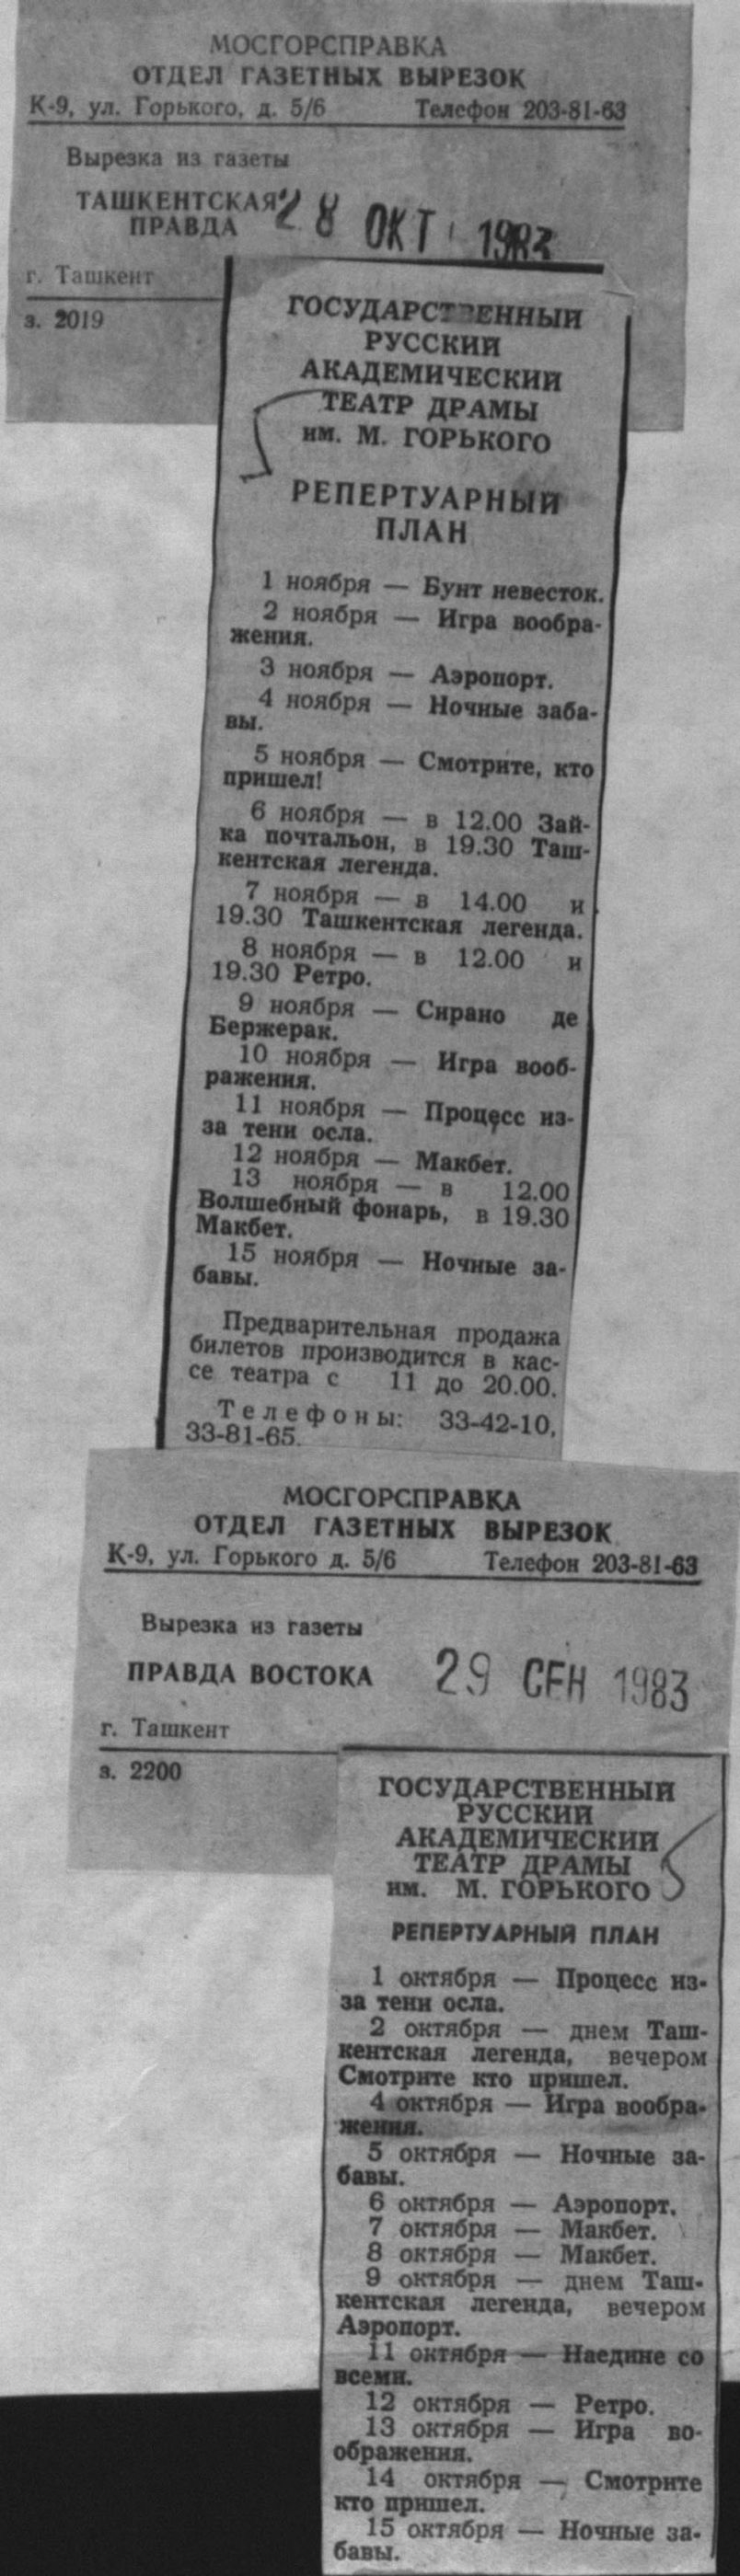 МОСГОРСПРАВКА
ОТДЕЛ ГАЗЕТНЫХ ВЫРЕЗОК
К-9, ул. Горького, д. 5/6 Телефон 203-81-63
Вырезка из газеты
ТАШКЕНТСКАЯ
ПРАВДА
28 ОКТ 1983
г. Ташкент
з. 2019
ГОСУДАРСТВЕННЫЙ
РУССКИЙ
АКАДЕМИЧЕСКИЙ
ТЕАТР ДРАМЫ
им. М. ГОРЬКОГО
РЕПЕРТУАРНЫЙ
ПЛАН
1 ноября — Бунт невесток.
2 ноября — Игра вообра-
жения.
3 ноября — Аэропорт.
4 ноября — Ночные заба-
вы.
5 ноября — Смотрите, кто
пришел!
6 ноября — в 12.00 Зай-
ка почтальон, в 19.30 Таш-
кентская легенда.
7 ноября — в 14.00 и
19.30 Ташкентская легенда.
8 ноября — в 12.00 и
19.30 Ретро.
9 ноября — Сирано де
Бержерак.
10 ноября — Игра вооб-
ражения.
11 ноября — Процесс из-
за тени осла.
12 ноября — Макбет.
13 ноября — в 12.00
Волшебный фонарь, в 19.30
Макбет.
15 ноября — Ночные за-
бавы.
Предварительная продажа
билетов производится в кас-
се театра с 11 до 20.00.
Телефоны: 33-42-10,
33-81-65.
МОСГОРСПРАВКА
ОТДЕЛ ГАЗЕТНЫХ ВЫРЕЗОК
К-9, ул. Горького д. 5/6 Телефон 203-81-63
Вырезка из газеты
ПРАВДА ВОСТОКА
29 СЕН 1983
г. Ташкент
з. 2200
ГОСУДАРСТВЕННЫЙ
РУССКИЙ
АКАДЕМИЧЕСКИЙ
ТЕАТР ДРАМЫ
им. М. ГОРЬКОГО
РЕПЕРТУАРНЫЙ ПЛАН
1 октября — Процесс из-
за тени осла.
2 октября — днем Таш-
кентская легенда, вечером
Смотрите кто пришел.
4 октября — Игра вообра-
жения.
5 октября — Ночные за-
бавы.
6 октября — Аэропорт.
7 октября — Макбет.
8 октября — Макбет.
9 октября — днем Таш-
кентская легенда, вечером
Аэропорт.
11 октября — Наедине со
всеми.
12 октября — Ретро.
13 октября — Игра во-
ображения.
14 октября — Смотрите
кто пришел.
15 октября — Ночные за-
бавы.